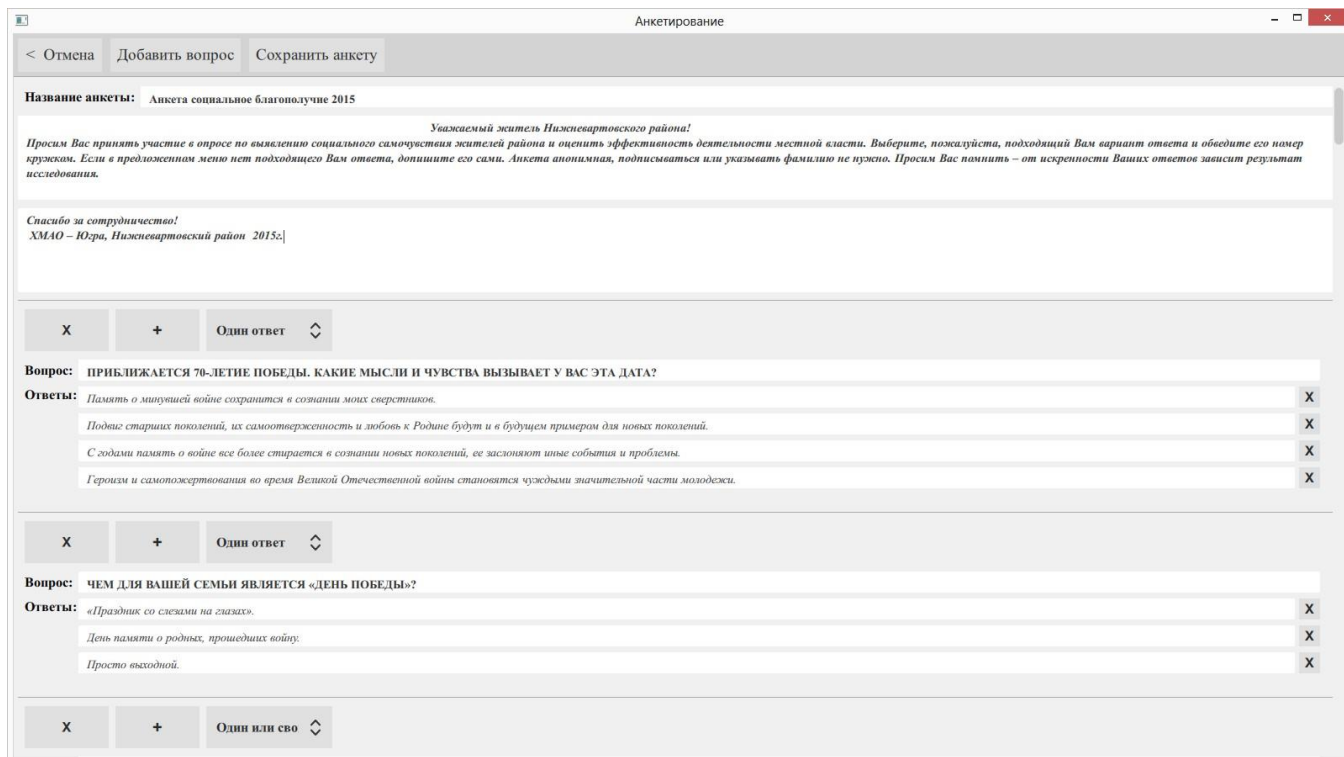 Анкетирование
< Отмена Добавить вопрос Сохранить анкету
Название анкеты: Анкета социальное благополучие 2015
Уважаемый житель Нижневартовского района!
Просим Вас принять участие в опросе по выявлению социального самочувствия жителей района и оценить эффективность деятельности местной власти. Выберите, пожалуйста, подходящий Вам вариант ответа и обведите его номер
кружком. Если в предложенном меню нет подходящего Вам ответа, допишите его сами. Анкета анонимная, подписываться или указывать фамилию не нужно. Просим Вас помнить – от искренности Ваших ответов зависит результат
исследования.
Спасибо за сотрудничество!
ХМАО – Югра, Нижневартовский район 2015г.
X + Один ответ
Вопрос: ПРИБЛИЖАЕТСЯ 70-ЛЕТИЕ ПОБЕДЫ. КАКИЕ МЫСЛИ И ЧУВСТВА ВЫЗЫВАЕТ У ВАС ЭТА ДАТА?
Ответы: Память о минувшей войне сохранится в сознании моих сверстников. X
Подвиг старших поколений, их самоотверженность и любовь к Родине будут и в будущем примером для новых поколений. X
С годами память о войне все более стирается в сознании новых поколений, ее заслоняют иные события и проблемы. X
Героизм и самопожертвования во время Великой Отечественной войны становятся чуждыми значительной части молодежи. X
X + Один ответ
Вопрос: ЧЕМ ДЛЯ ВАШЕЙ СЕМЬИ ЯВЛЯЕТСЯ «ДЕНЬ ПОБЕДЫ»?
Ответы: «Праздник со слезами на глазах». X
День памяти о родных, прошедших войну. X
Просто выходной. X
X + Один или сво